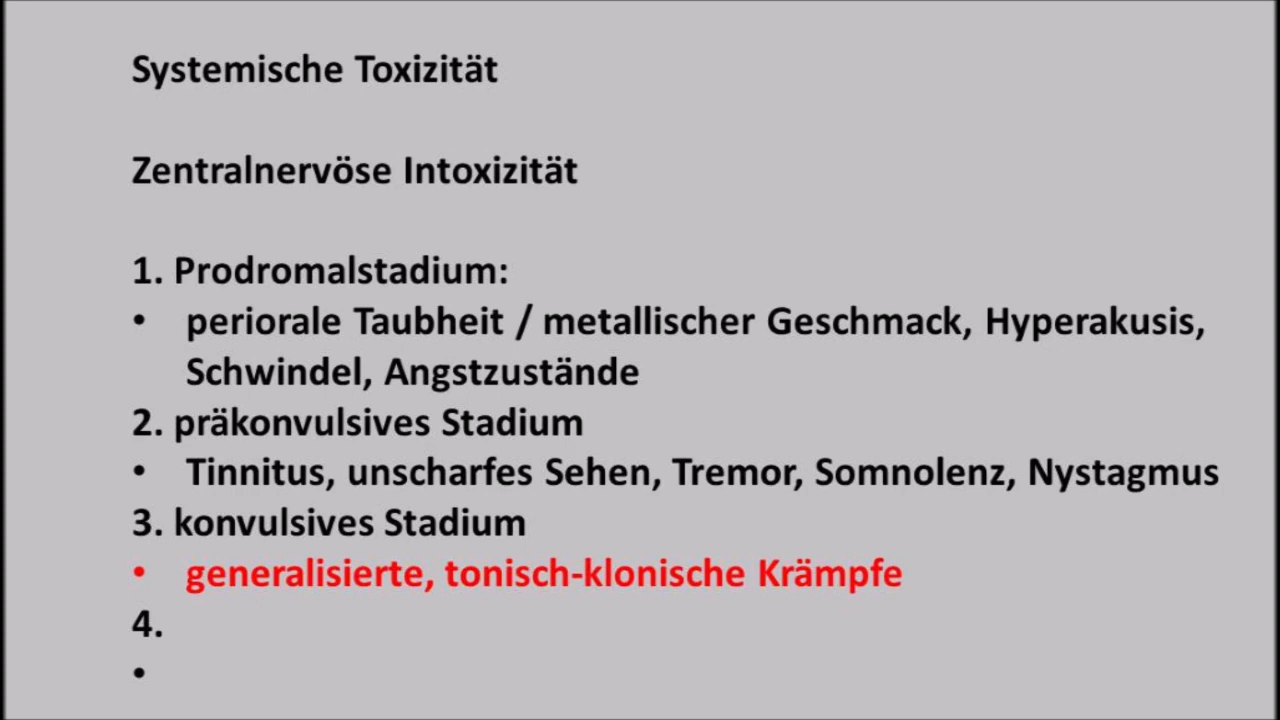 Systemische Toxizität
Zentralnervöse Intoxizität
1. Prodromalstadium:
• periorale Taubheit / metallischer Geschmack, Hyperakusis,
Schwindel, Angstzustände
2. präkonvulsives Stadium
• Tinnitus, unscharfes Sehen, Tremor, Somnolenz, Nystagmus
3. konvulsives Stadium
• generalisierte, tonisch-klonische Krämpfe
4.
•